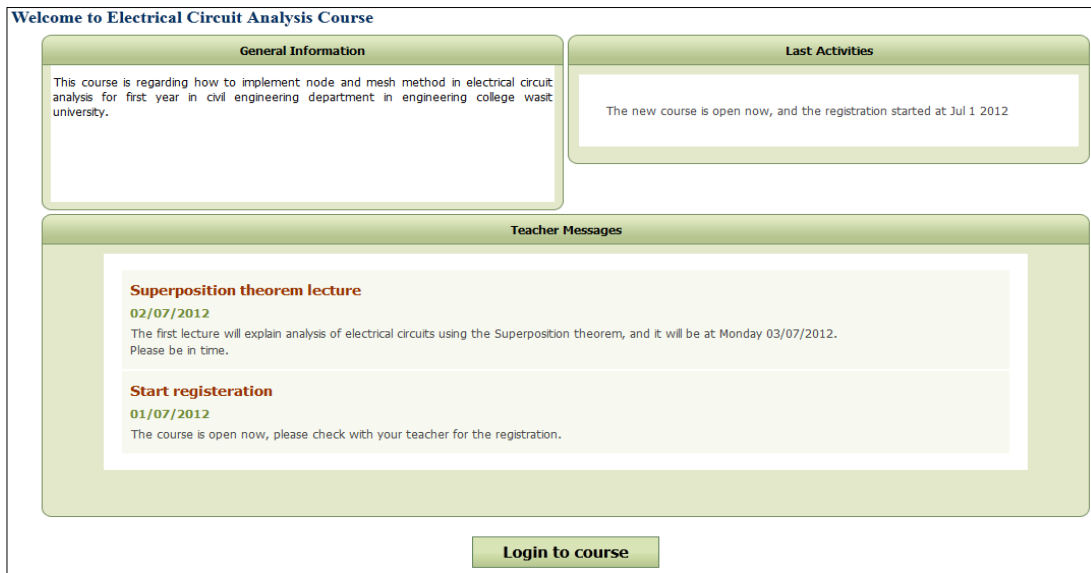 Welcome to Electrical Circuit Analysis Course
General Information
This course is regarding how to implement node and mesh method in electrical circuit
analysis for first year in civil engineering department in engineering college wasit
university.
Last Activities
The new course is open now, and the registration started at Jul 1 2012
Teacher Messages
Superposition theorem lecture
02/07/2012
The first lecture will explain analysis of electrical circuits using the Superposition theorem, and it will be at Monday 03/07/2012.
Please be in time.
Start registeration
01/07/2012
The course is open now, please check with your teacher for the registration.
Login to course